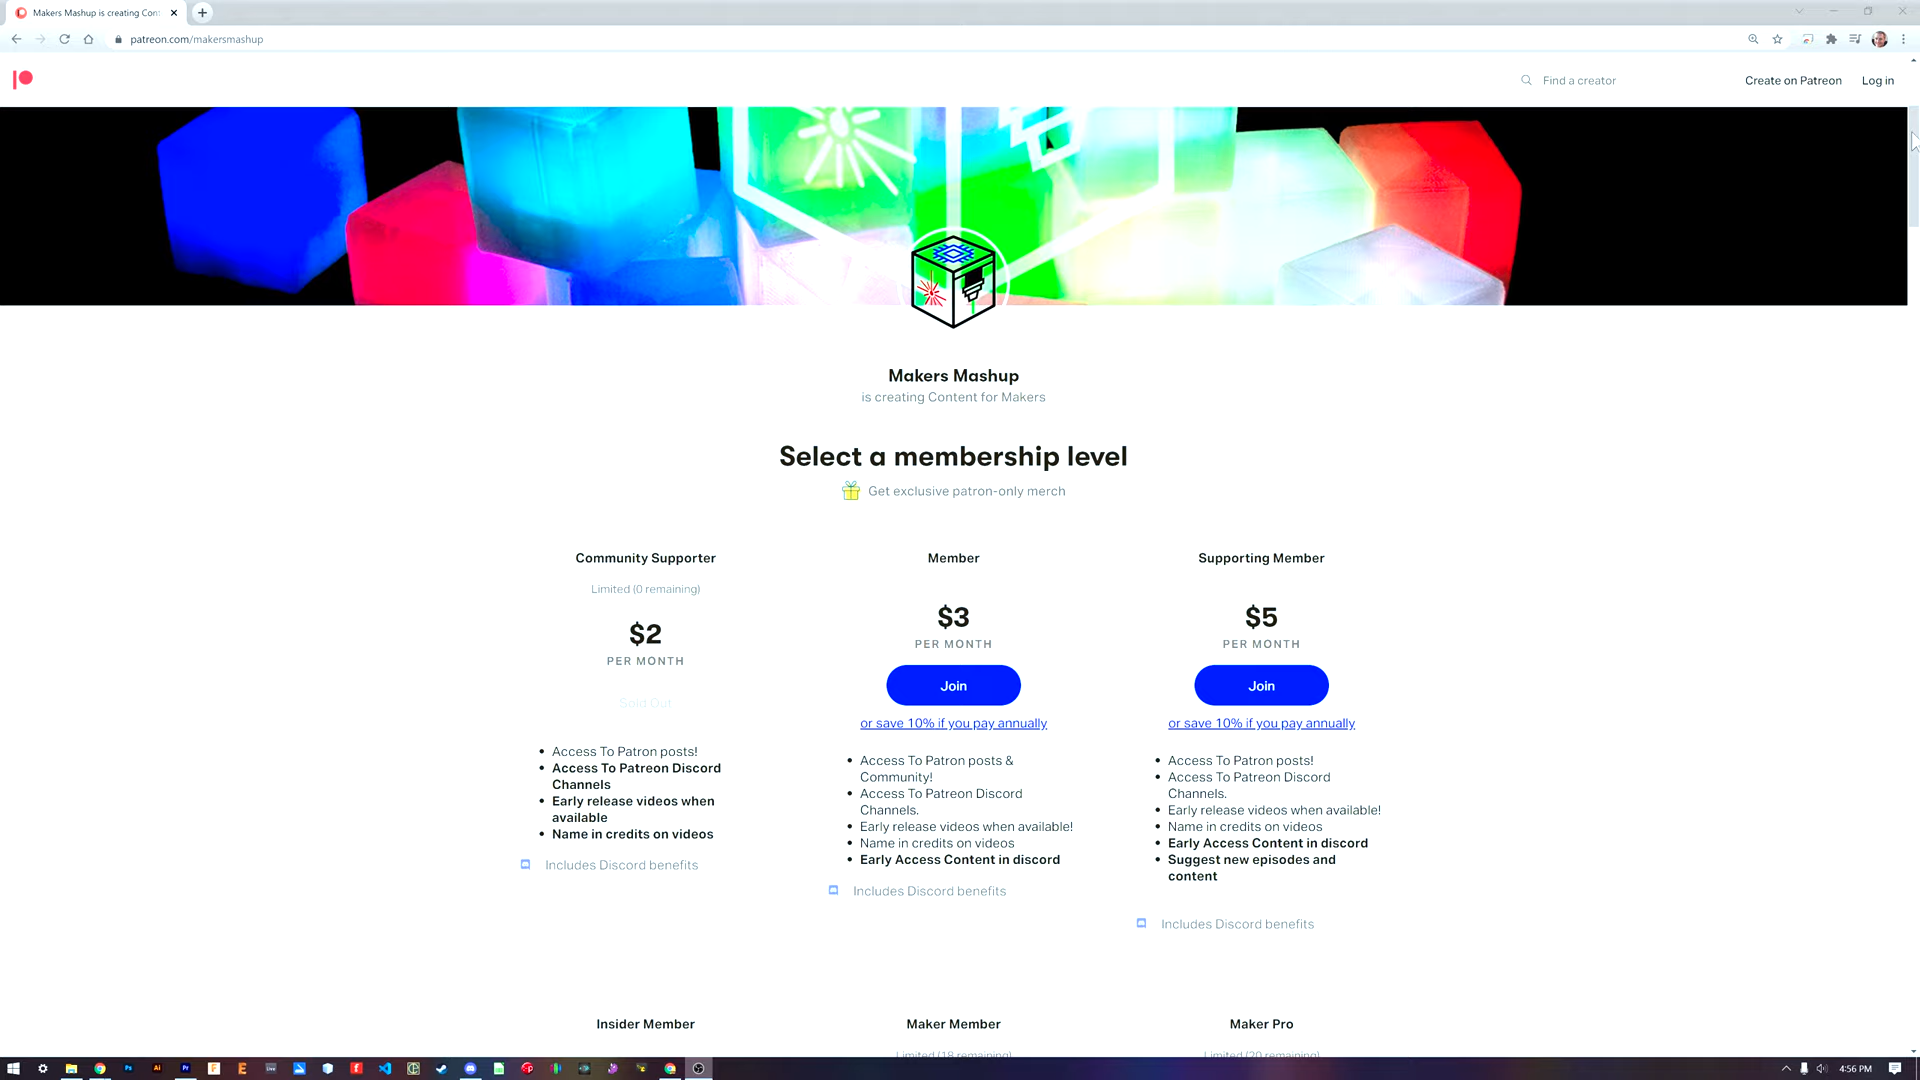 Makers Mashup is creating Con
patreon.com/makersmashup
Find a creator
Create on Patreon
Log in
Makers Mashup
is creating Content for Makers
Select a membership level
Get exclusive patron-only merch
Community Supporter
Limited (0 remaining)
$2
PER MONTH
Sold Out
• Access To Patron posts!
• Access To Patreon Discord
Channels
• Early release videos when
available
• Name in credits on videos
Includes Discord benefits
Member
$3
PER MONTH
Join
or save 10% if you pay annually
• Access To Patron posts &
Community!
• Access To Patreon Discord
Channels.
• Early release videos when available!
• Name in credits on videos
• Early Access Content in discord
Includes Discord benefits
Supporting Member
$5
PER MONTH
Join
or save 10% if you pay annually
• Access To Patron posts!
• Access To Patreon Discord
Channels.
• Early release videos when available!
• Name in credits on videos
• Early Access Content in discord
• Suggest new episodes and
content
Includes Discord benefits
Insider Member
Maker Member
Limited (18 remaining)
Maker Pro
Limited (20 remaining)
4:56 PM